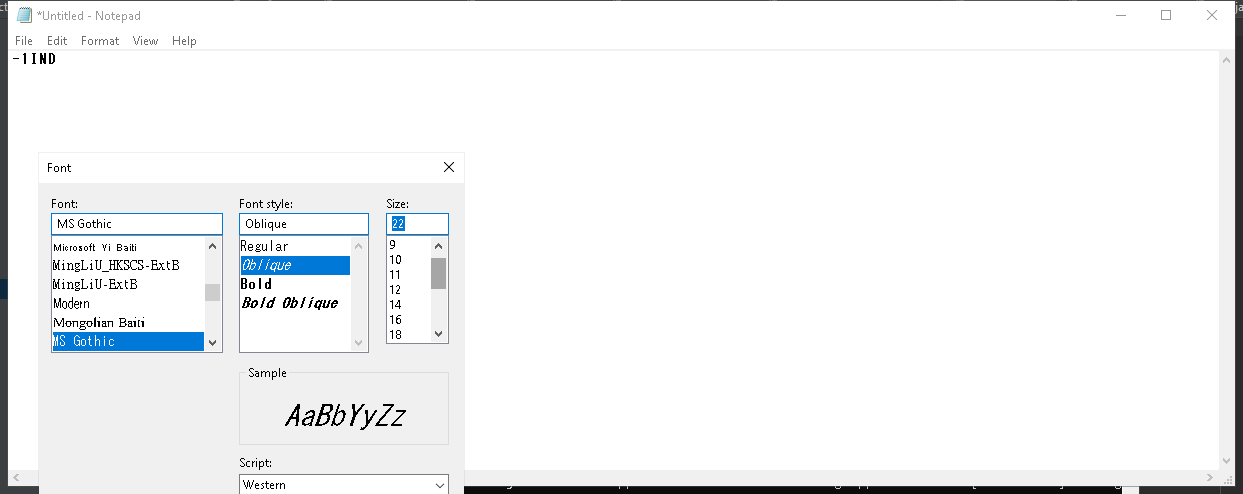 *Untitled - Notepad
File Edit Format View Help
-1IND
Font
Font: Font style: Size:
MS Gothic Oblique 22
Microsoft Yi Baiti
MingLiU_HKSCS-ExtB
MingLiU-ExtB
Modern
Mongolian Baiti
MS Gothic
Regular
Oblique
Bold
Bold Oblique
9
10
11
12
14
16
18
Sample
AaBbYyZz
Script:
Western